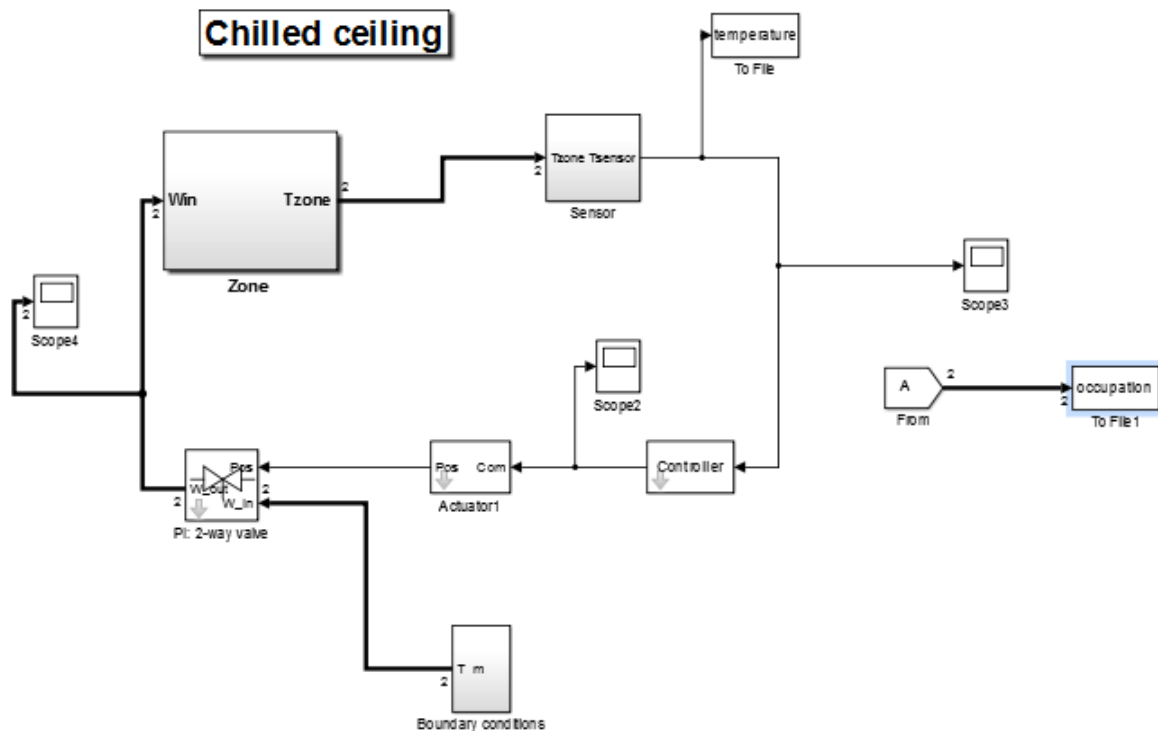 Chilled ceiling
temperature
To File
Tzone Tsensor
2
Sensor
Win
2
Tzone
2
Zone
2
Scope4
Scope3
Scope2
A
2
From
occupation
2
To File1
Pos
W_out
2
W_in
2
PI: 2-way valve
Pos Com
Actuator1
Controller
T m
2
Boundary conditions